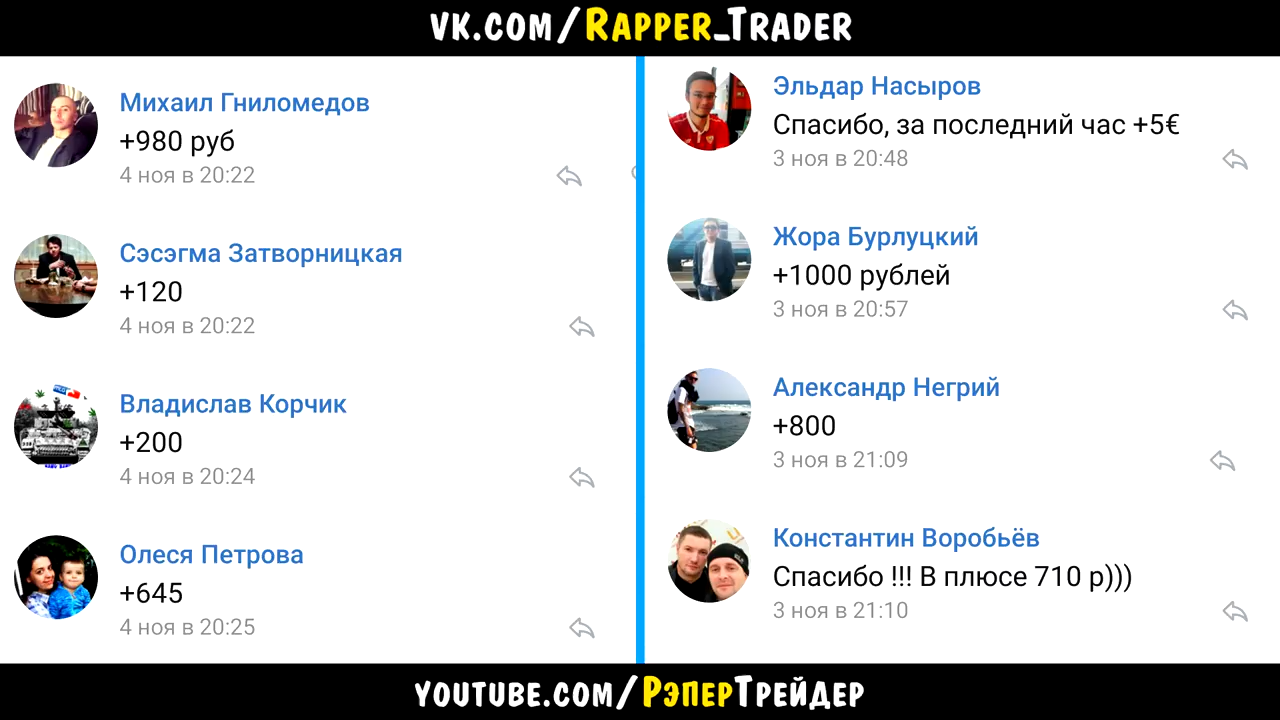 VK.COM/RAPPER_TRADER
Михаил Гниломедов
+980 руб
4 ноя в 20:22
Сэсэгма Затворницкая
+120
4 ноя в 20:22
Владислав Корчик
+200
4 ноя в 20:24
Олеся Петрова
+645
4 ноя в 20:25
Эльдар Насыров
Спасибо, за последний час +5€
3 ноя в 20:48
Жора Бурлуцкий
+1000 рублей
3 ноя в 20:57
Александр Негрий
+800
3 ноя в 21:09
Константин Воробьёв
Спасибо !!! В плюсе 710 р)))
3 ноя в 21:10
YOUTUBE.COM/РЭПЕРТРЕЙДЕР